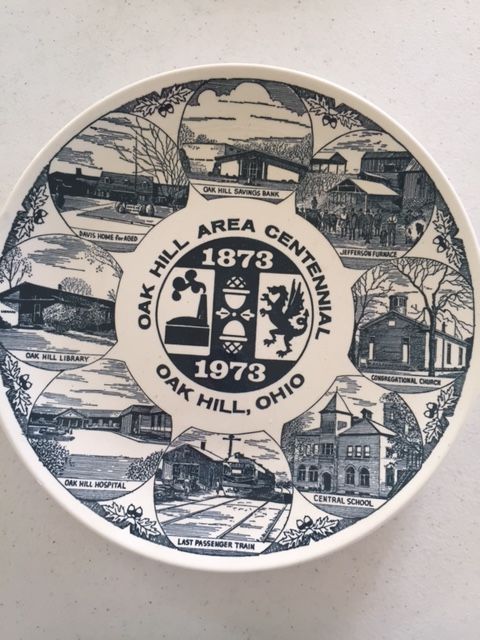 OAK HILL AREA CENTENNIAL
1873
1973
OAK HILL, OHIO
OAK HILL SAVINGS BANK
JEFFERSON FURNACE
CONGREGATIONAL CHURCH
CENTRAL SCHOOL
LAST PASSENGER TRAIN
OAK HILL HOSPITAL
OAK HILL LIBRARY
DAVIS HOME for AGED